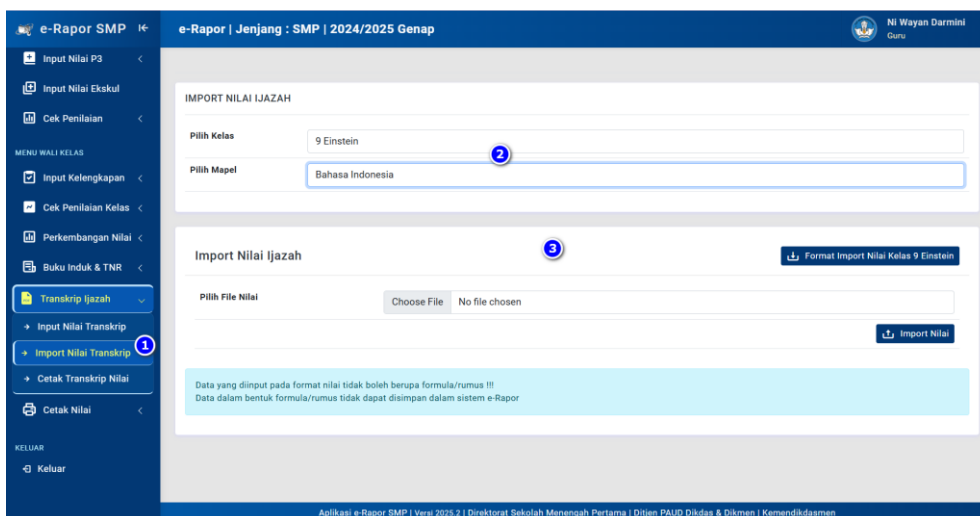 e-Rapor SMP
Input Nilai P3
Input Nilai Ekskul
Cek Penilaian
MENU WALI KELAS
Input Kelengkapan
Cek Penilaian Kelas
Perkembangan Nilai
Buku Induk & TNR
Transkrip Ijazah
Input Nilai Transkrip
Import Nilai Transkrip
1
Cetak Transkrip Nilai
Cetak Nilai
KELUAR
Keluar
e-Rapor | Jenjang : SMP | 2024/2025 Genap
Ni Wayan Darmini
Guru
IMPORT NILAI IJAZAH
Pilih Kelas
9 Einstein
2
Pilih Mapel
Bahasa Indonesia
Import Nilai Ijazah
3
Format Import Nilai Kelas 9 Einstein
Pilih File Nilai
Choose File No file chosen
Import Nilai
Data yang diinput pada format nilai tidak boleh berupa formula/rumus !!!
Data dalam bentuk formula/rumus tidak dapat disimpan dalam sistem e-Rapor
Aplikasi e-Rapor SMP | Versi 2025.2 | Direktorat Sekolah Menengah Pertama | Ditjen PAUD Dikdas & Dikmen | Kemendikdasmen